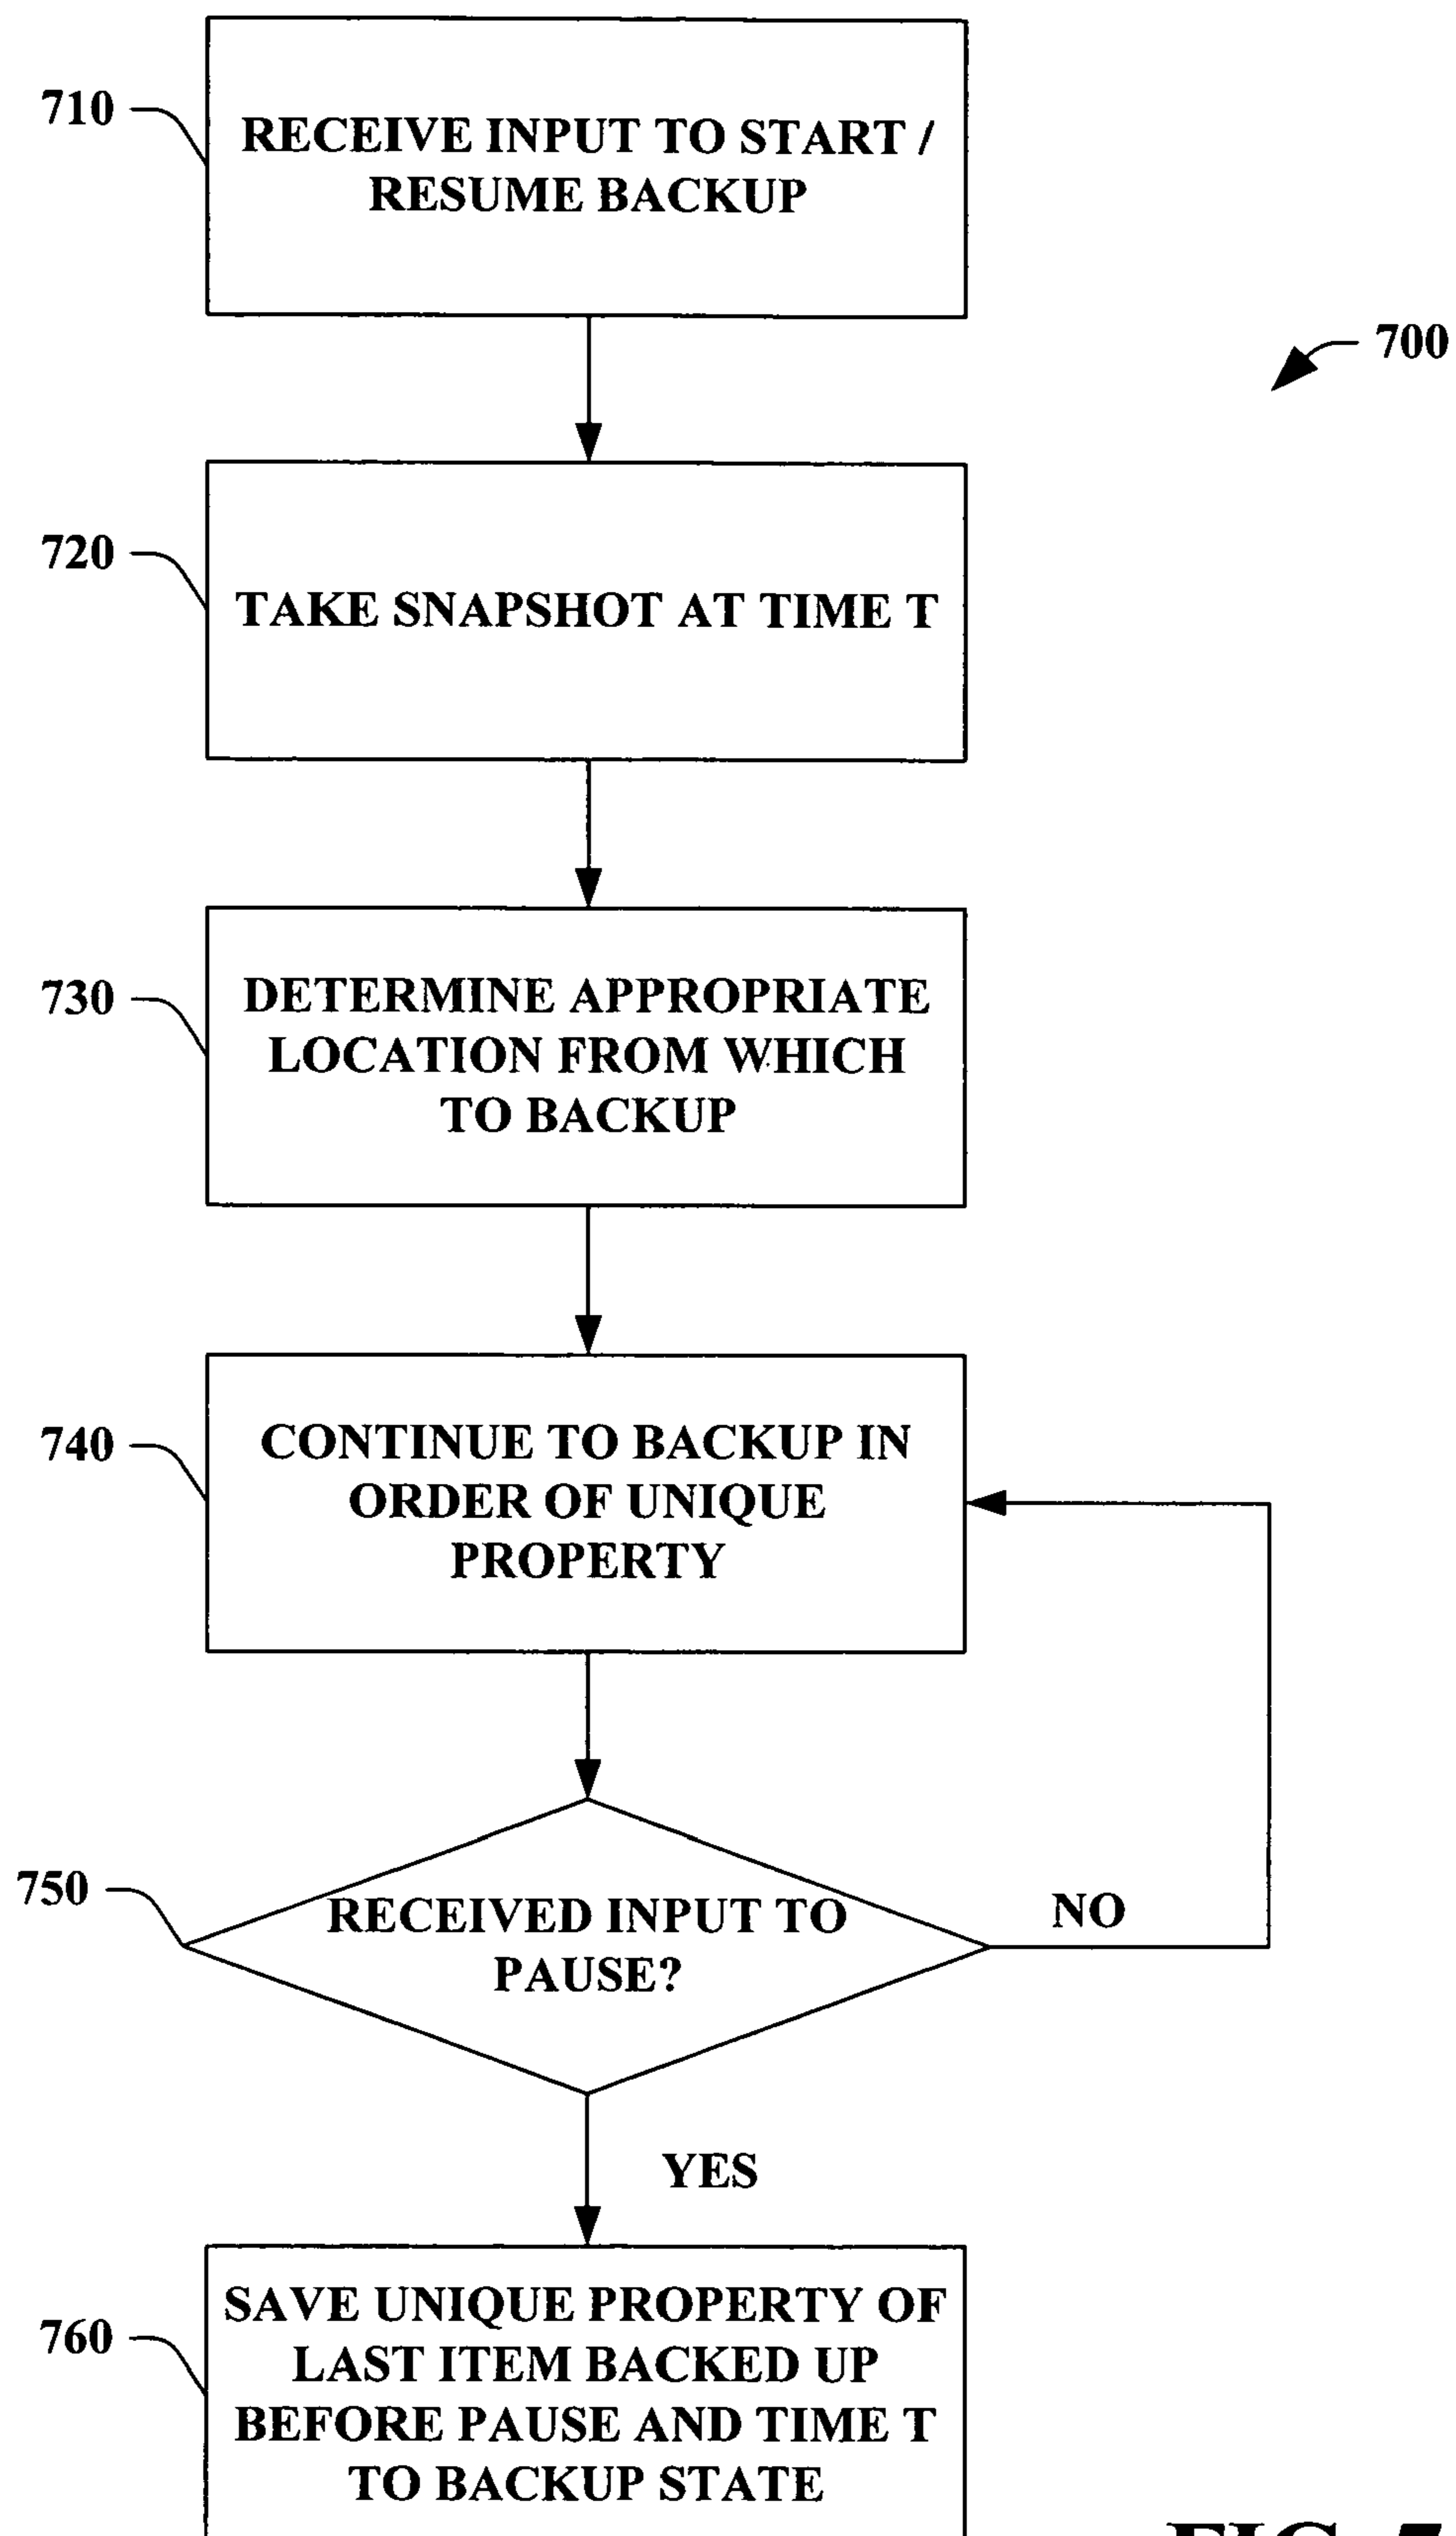 710
RECEIVE INPUT TO START /
RESUME BACKUP
700
720
TAKE SNAPSHOT AT TIME T
730
DETERMINE APPROPRIATE
LOCATION FROM WHICH
TO BACKUP
740
CONTINUE TO BACKUP IN
ORDER OF UNIQUE
PROPERTY
750
RECEIVED INPUT TO
PAUSE?
NO
YES
760
SAVE UNIQUE PROPERTY OF
LAST ITEM BACKED UP
BEFORE PAUSE AND TIME T
TO BACKUP STATE